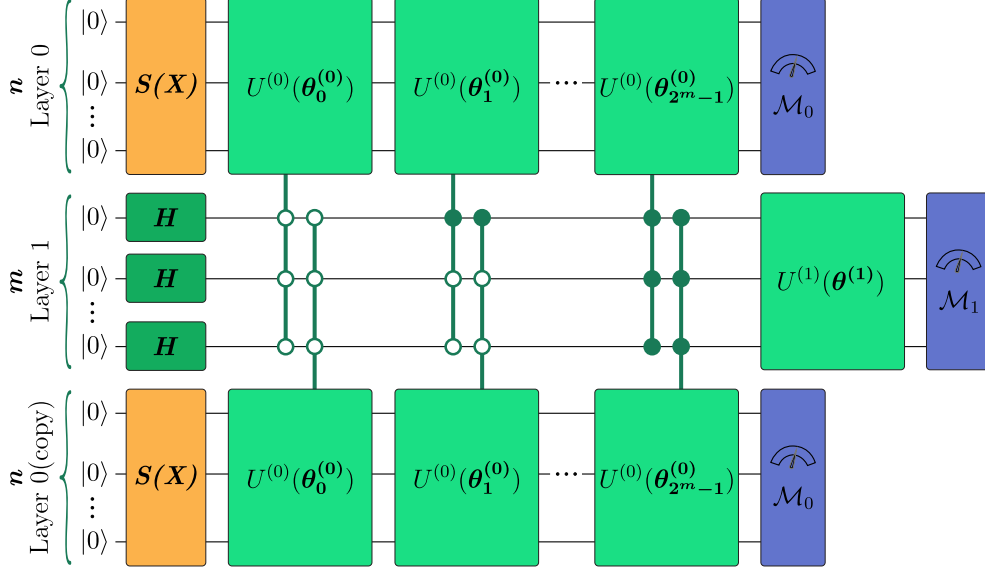 n
Layer 0
|0⟩
|0⟩
⋮
|0⟩
S(X)
U^{(0)}(θ_0^{(0)})
U^{(0)}(θ_1^{(0)})
...
U^{(0)}(θ_{2^m-1}^{(0)})
M_0
m
Layer 1
|0⟩
|0⟩
⋮
|0⟩
H
H
H
U^{(1)}(θ^{(1)})
M_1
n
Layer 0(copy)
|0⟩
|0⟩
⋮
|0⟩
S(X)
U^{(0)}(θ_0^{(0)})
U^{(0)}(θ_1^{(0)})
...
U^{(0)}(θ_{2^m-1}^{(0)})
M_0